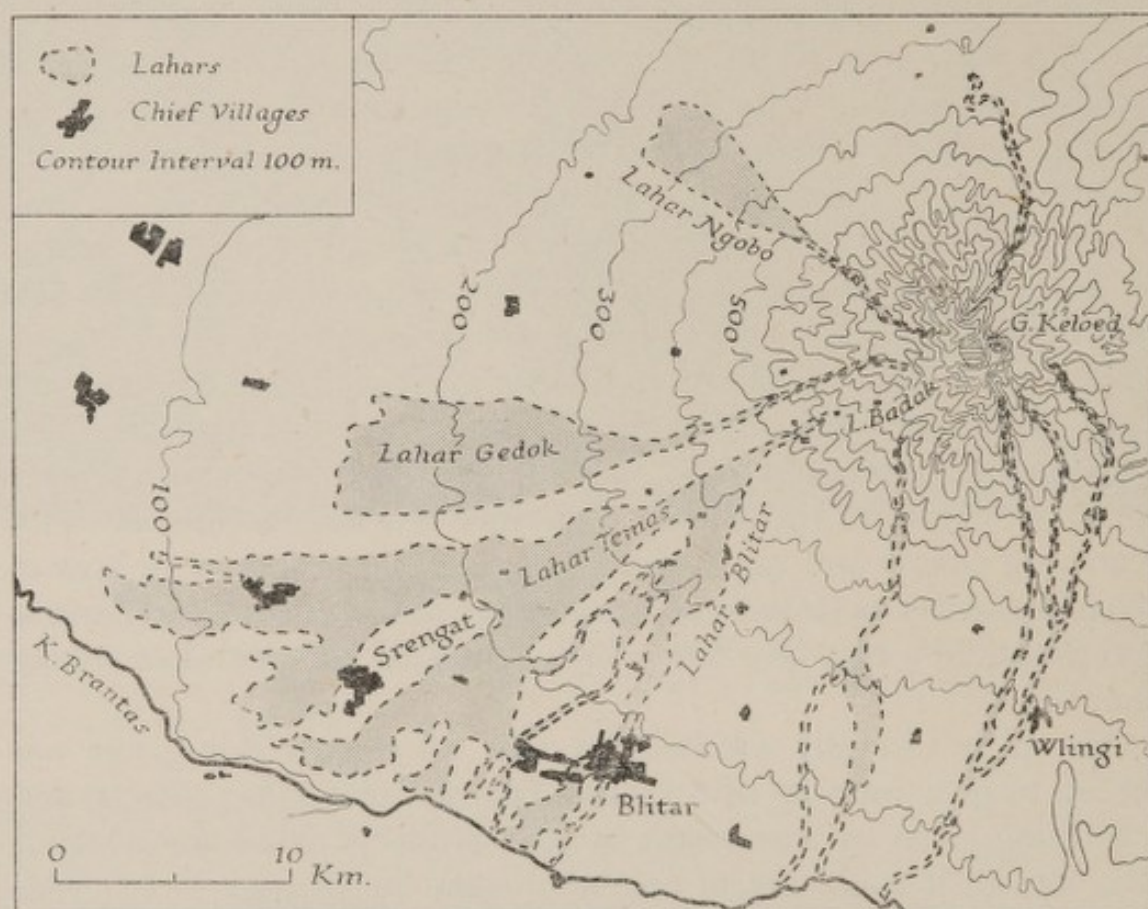 Lahars
Chief Villages
Contour Interval 100 m.
Lahar Ngobo
200
300
500
G. Keloed
L. Badak
Lahar Gedok
100
Lahar Temas
Lahar Blitar
Srengat
K. Brantas
Wlingi
Blitar
0 10 Km.